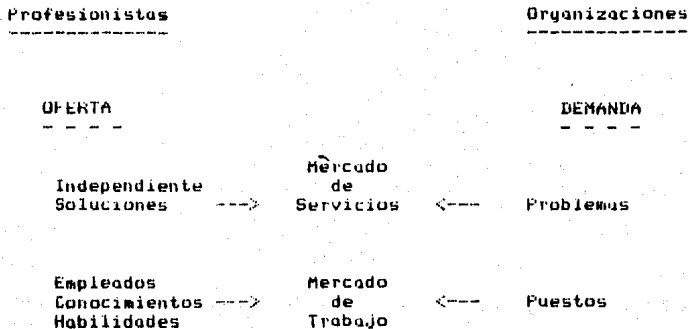 Profesionistas Organizaciones
OFERTA DEMANDA
Mercado
Independiente de
Soluciones ---> Servicios <--- Problemas
Empleados Mercado
Conocimientos ---> de <--- Puestos
Habilidades Trabajo